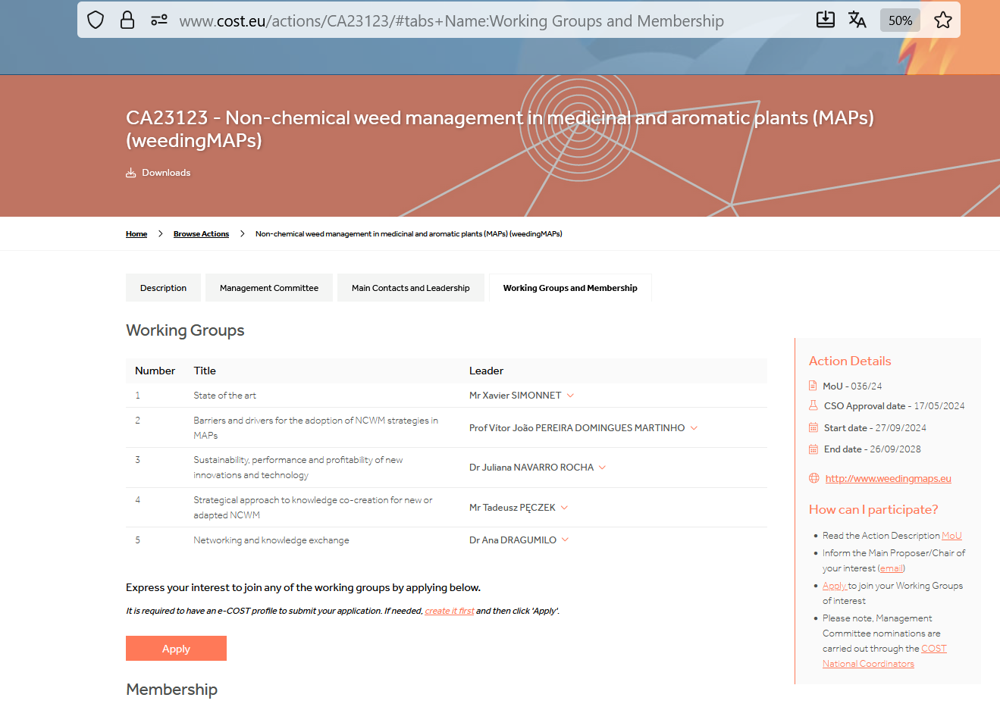 www.cost.eu/actions/CA23123/#tabs+Name:Working Groups and Membership
50%
CA23123 - Non-chemical weed management in medicinal and aromatic plants (MAPs)
(weedingMAPs)
Downloads
Home > Browse Actions > Non-chemical weed management in medicinal and aromatic plants (MAPs) (weedingMAPs)
Description
Management Committee
Main Contacts and Leadership
Working Groups and Membership
Working Groups
Number Title Leader
1 State of the art Mr Xavier SIMONNET
2 Barriers and drivers for the adoption of NCWM strategies in
MAPs
Prof Vítor João PEREIRA DOMINGUES MARTINHO
3 Sustainability, performance and profitability of new
innovations and technology
Dr Juliana NAVARRO ROCHA
4 Strategical approach to knowledge co-creation for new or
adapted NCWM
Mr Tadeusz PĘCZEK
5 Networking and knowledge exchange Dr Ana DRAGUMILO
Express your interest to join any of the working groups by applying below.
It is required to have an e-COST profile to submit your application. If needed, create it first and then click 'Apply'.
Apply
Membership
Action Details
MoU - 036/24
CSO Approval date - 17/05/2024
Start date - 27/09/2024
End date - 26/09/2028
http://www.weedingmaps.eu
How can I participate?
• Read the Action Description MoU
• Inform the Main Proposer/Chair of
your interest (email)
• Apply to join your Working Groups
of interest
• Please note, Management
Committee nominations are
carried out through the COST
National Coordinators